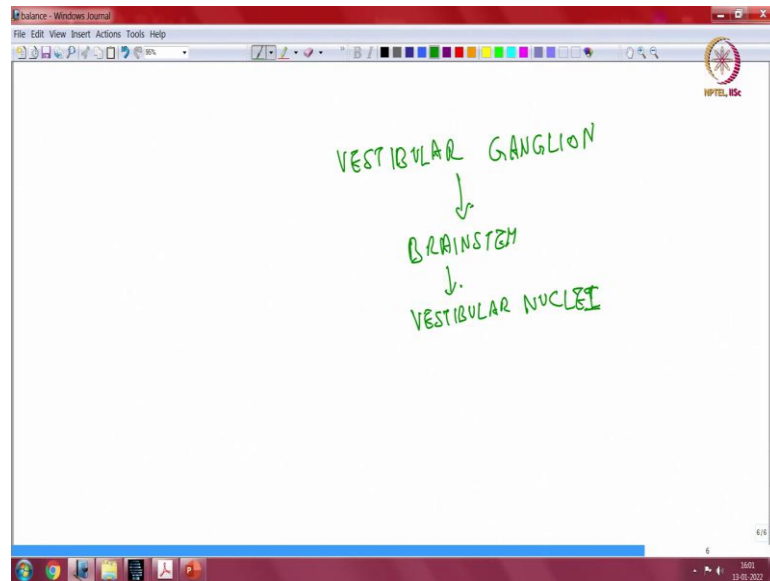 balance - Windows Journal
File Edit View Insert Actions Tools Help
95%
B I
NPTEL, IISc
VESTIBULAR GANGLION
BRAINSTEM
VESTIBULAR NUCLEI
6/6
6
16:01
13-01-2022